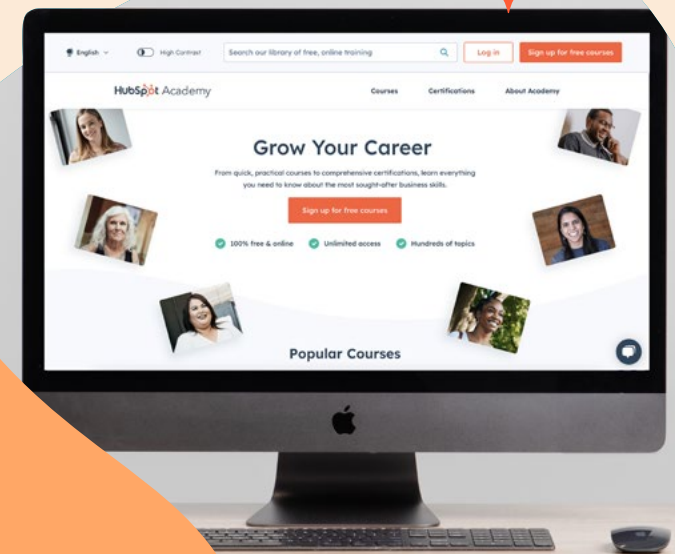 English
High Contrast
Search our library of free, online training
Log in
Sign up for free courses
HubSpot Academy
Courses
Certifications
About Academy
Grow Your Career
From quick, practical courses to comprehensive certifications, learn everything
you need to know about the most sought-after business skills.
Sign up for free courses
100% free & online
Unlimited access
Hundreds of topics
Popular Courses